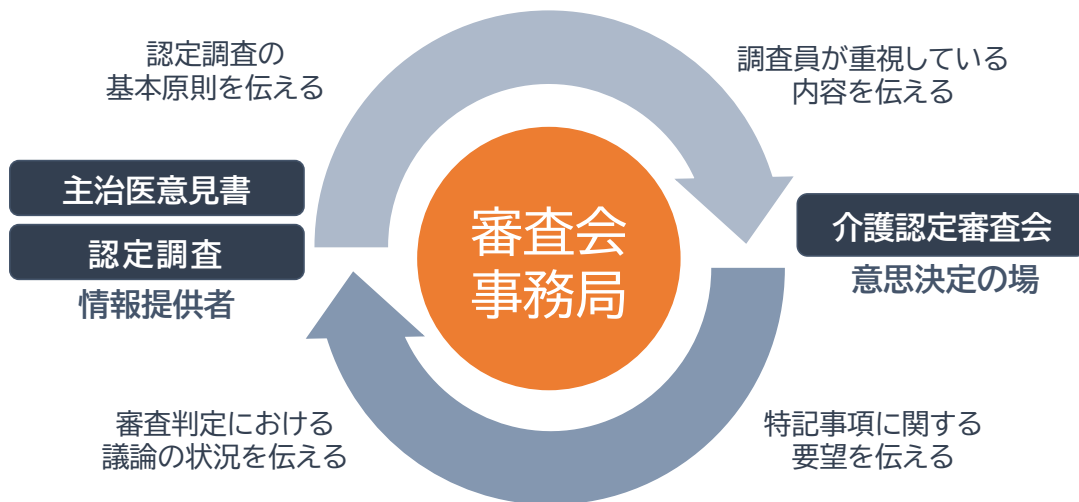 認定調査の
基本原則を伝える
調査員が重視している
内容を伝える
主治医意見書
認定調査
情報提供者
審査会
事務局
介護認定審査会
意思決定の場
審査判定における
議論の状況を伝える
特記事項に関する
要望を伝える